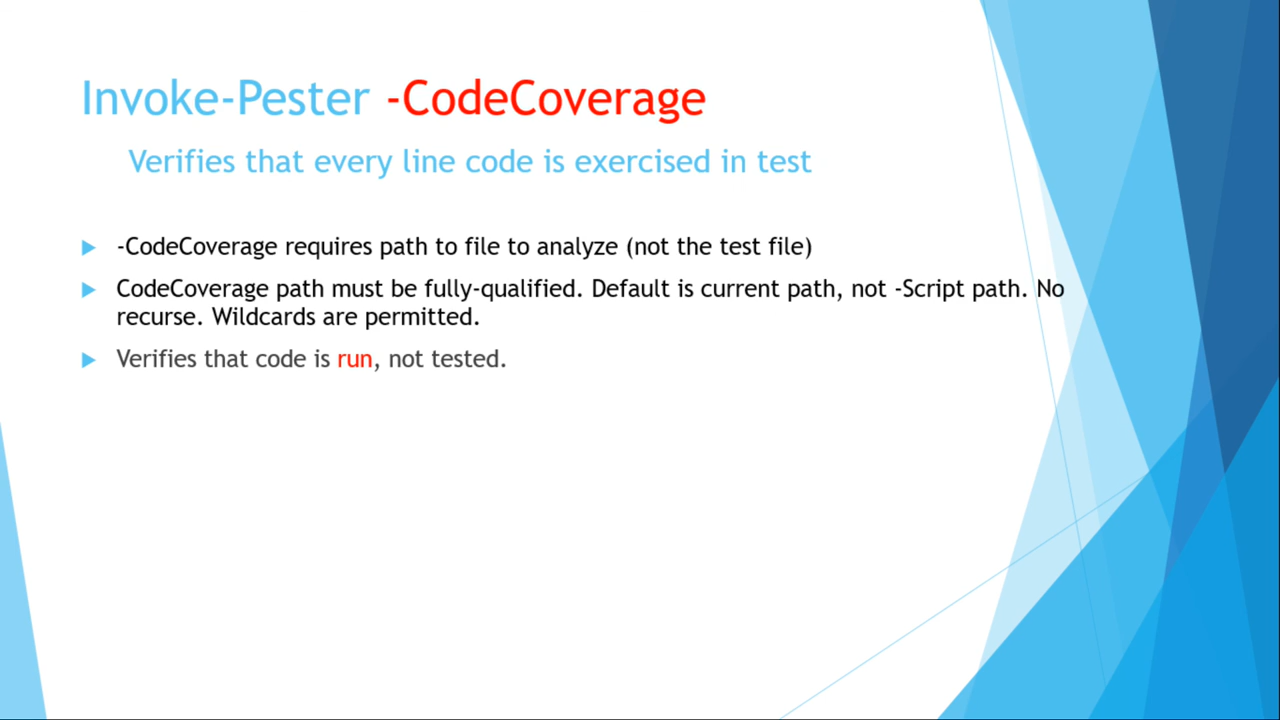 Invoke-Pester -CodeCoverage
Verifies that every line code is exercised in test
-CodeCoverage requires path to file to analyze (not the test file)
CodeCoverage path must be fully-qualified. Default is current path, not -Script path. No
recurse. Wildcards are permitted.
Verifies that code is run, not tested.